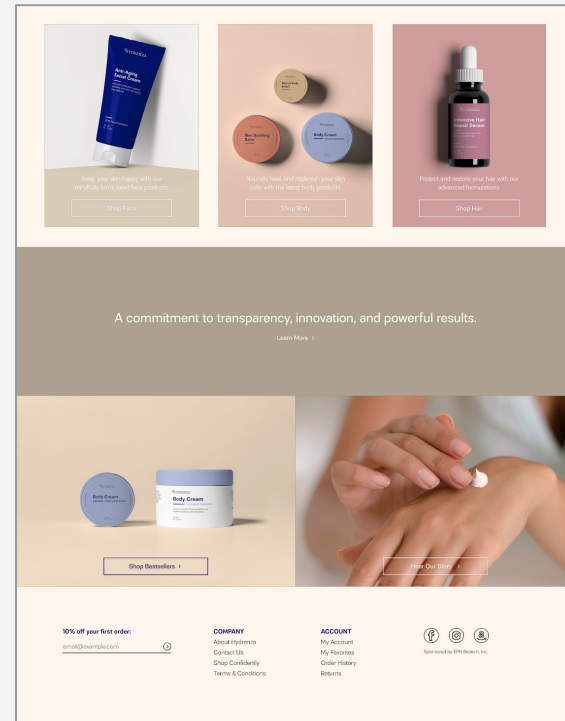 HYDRENZA
Anti-Aging
Facial Cream
Keep your skin happy with our
mindfully formulated face products.
Shop Face
Skin Soothing
Balm
Body Cream
Nourish, heal, and replenish your skin
cells with the latest body products.
Shop Body
Intensive Hair
Repair Serum
Protect and restore your hair with our
advanced formulations.
Shop Hair
A commitment to transparency, innovation, and powerful results.
Learn More >
Body Cream
Body Cream
Shop Bestsellers >
Hear Our Story >
10% off your first order:
email@example.com
COMPANY
About Hydrenza
Contact Us
Shop Confidently
Terms & Conditions
ACCOUNT
My Account
My Favorites
Order History
Returns
Sponsored by EPH Biotech, Inc.